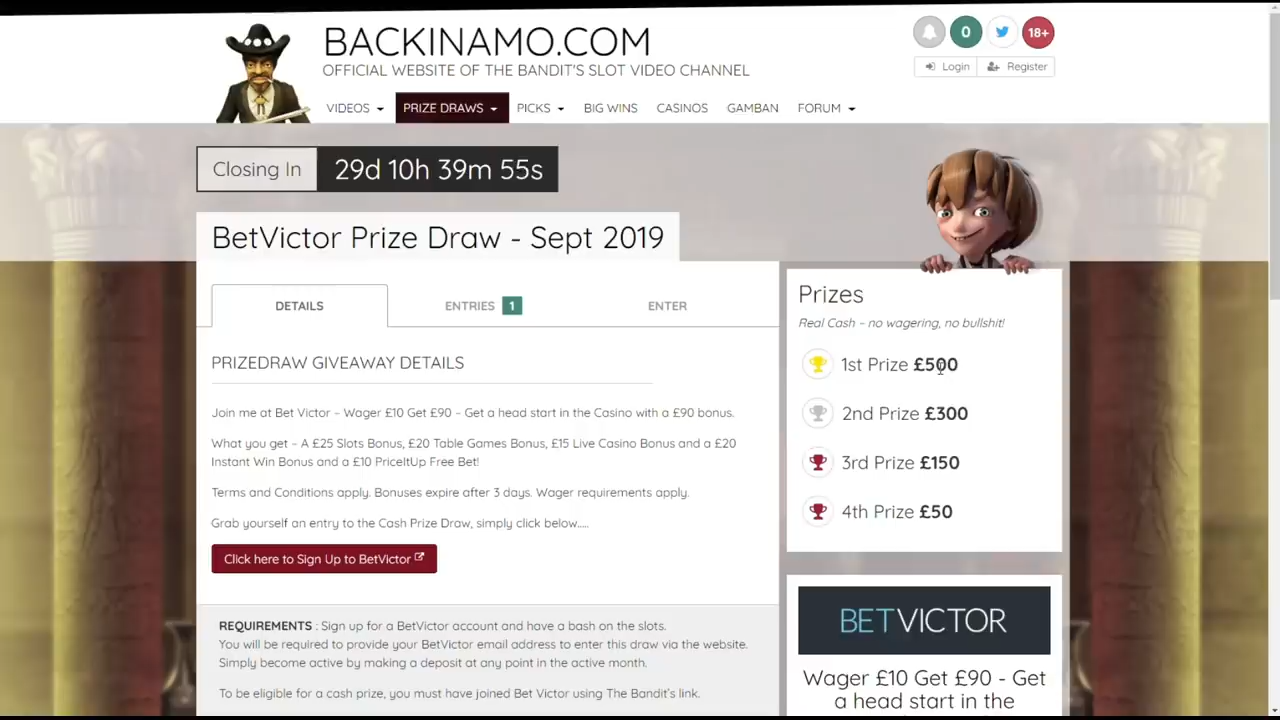 BACKINAMO.COM
OFFICIAL WEBSITE OF THE BANDIT'S SLOT VIDEO CHANNEL
0
18+
Login
Register
VIDEOS
PRIZE DRAWS
PICKS
BIG WINS
CASINOS
GAMBAN
FORUM
Closing In
29d 10h 39m 55s
BetVictor Prize Draw - Sept 2019
DETAILS
ENTRIES 1
ENTER
PRIZEDRAW GIVEAWAY DETAILS
Join me at Bet Victor – Wager £10 Get £90 – Get a head start in the Casino with a £90 bonus.
What you get – A £25 Slots Bonus, £20 Table Games Bonus, £15 Live Casino Bonus and a £20
Instant Win Bonus and a £10 PriceItUp Free Bet!
Terms and Conditions apply. Bonuses expire after 3 days. Wager requirements apply.
Grab yourself an entry to the Cash Prize Draw, simply click below.....
Click here to Sign Up to BetVictor
REQUIREMENTS : Sign up for a BetVictor account and have a bash on the slots.
You will be required to provide your BetVictor email address to enter this draw via the website.
Simply become active by making a deposit at any point in the active month.
To be eligible for a cash prize, you must have joined Bet Victor using The Bandit's link.
Prizes
Real Cash – no wagering, no bullshit!
1st Prize £500
2nd Prize £300
3rd Prize £150
4th Prize £50
BETVICTOR
Wager £10 Get £90 - Get
a head start in the